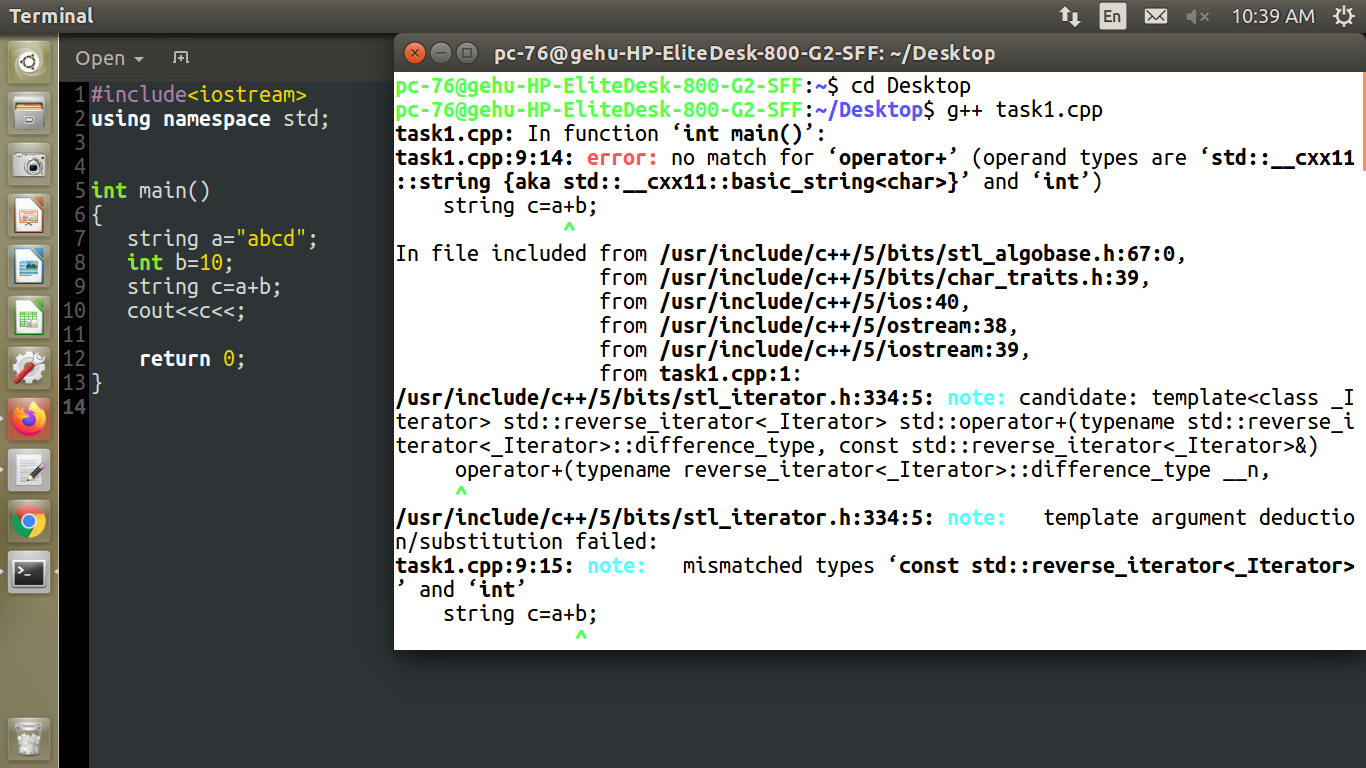 Terminal
En
10:39 AM
Open
1 #include<iostream>
2 using namespace std;
3
4
5 int main()
6 {
7    string a="abcd";
8    int b=10;
9    string c=a+b;
10    cout<<c<<;
11
12     return 0;
13 }
14
pc-76@gehu-HP-EliteDesk-800-G2-SFF: ~/Desktop
pc-76@gehu-HP-EliteDesk-800-G2-SFF:~$ cd Desktop
pc-76@gehu-HP-EliteDesk-800-G2-SFF:~/Desktop$ g++ task1.cpp
task1.cpp: In function ‘int main()’:
task1.cpp:9:14: error: no match for ‘operator+’ (operand types are ‘std::__cxx11
::string {aka std::__cxx11::basic_string<char>}’ and ‘int’)
    string c=a+b;
              ^
In file included from /usr/include/c++/5/bits/stl_algobase.h:67:0,
                 from /usr/include/c++/5/bits/char_traits.h:39,
                 from /usr/include/c++/5/ios:40,
                 from /usr/include/c++/5/ostream:38,
                 from /usr/include/c++/5/iostream:39,
                 from task1.cpp:1:
/usr/include/c++/5/bits/stl_iterator.h:334:5: note: candidate: template<class _I
terator> std::reverse_iterator<_Iterator> std::operator+(typename std::reverse_i
terator<_Iterator>::difference_type, const std::reverse_iterator<_Iterator>&)
     operator+(typename reverse_iterator<_Iterator>::difference_type __n,
     ^
/usr/include/c++/5/bits/stl_iterator.h:334:5: note:   template argument deductio
n/substitution failed:
task1.cpp:9:15: note:   mismatched types ‘const std::reverse_iterator<_Iterator>
’ and ‘int’
    string c=a+b;
               ^